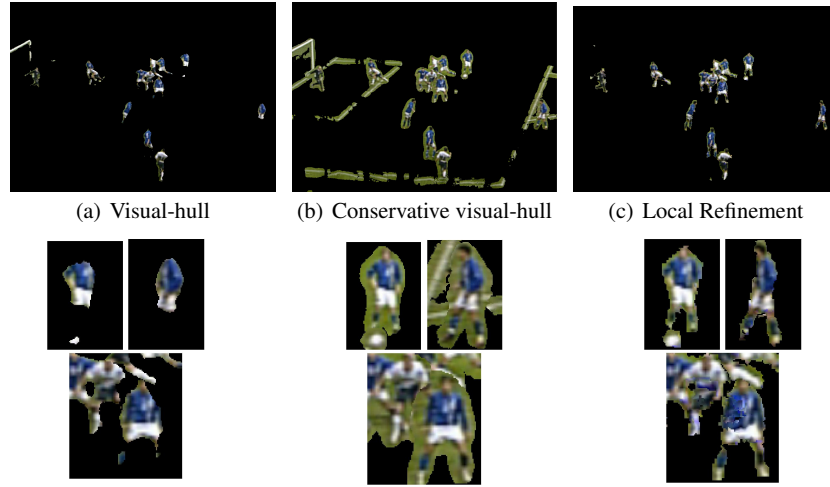 (a) Visual-hull
(b) Conservative visual-hull
(c) Local Refinement